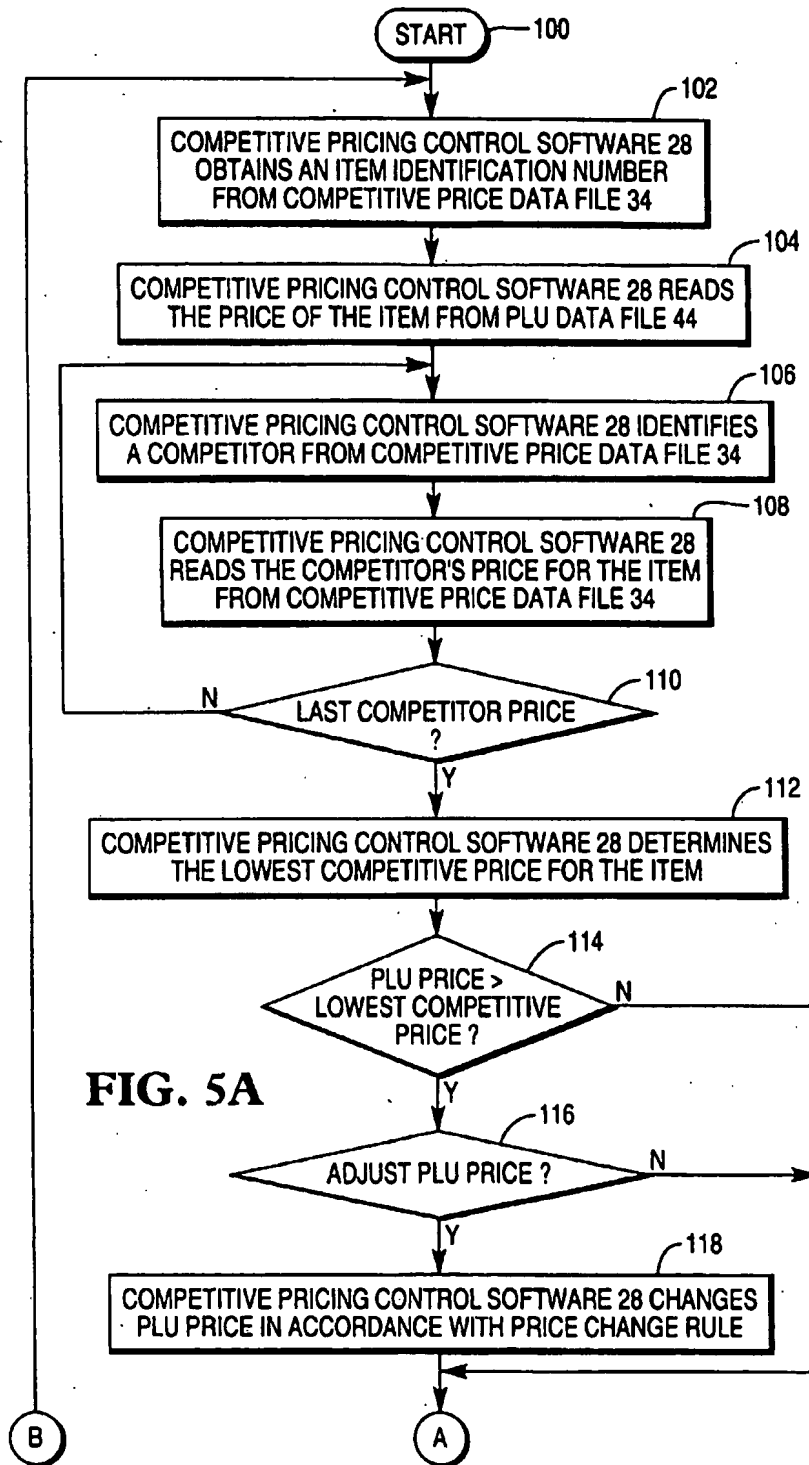 START
100
102
COMPETITIVE PRICING CONTROL SOFTWARE 28
OBTAINS AN ITEM IDENTIFICATION NUMBER
FROM COMPETITIVE PRICE DATA FILE 34
104
COMPETITIVE PRICING CONTROL SOFTWARE 28 READS
THE PRICE OF THE ITEM FROM PLU DATA FILE 44
106
COMPETITIVE PRICING CONTROL SOFTWARE 28 IDENTIFIES
A COMPETITOR FROM COMPETITIVE PRICE DATA FILE 34
108
COMPETITIVE PRICING CONTROL SOFTWARE 28
READS THE COMPETITOR'S PRICE FOR THE ITEM
FROM COMPETITIVE PRICE DATA FILE 34
110
N
LAST COMPETITOR PRICE
?
Y
112
COMPETITIVE PRICING CONTROL SOFTWARE 28 DETERMINES
THE LOWEST COMPETITIVE PRICE FOR THE ITEM
114
PLU PRICE >
LOWEST COMPETITIVE
PRICE ?
N
Y
FIG. 5A
116
ADJUST PLU PRICE ?
N
Y
118
COMPETITIVE PRICING CONTROL SOFTWARE 28 CHANGES
PLU PRICE IN ACCORDANCE WITH PRICE CHANGE RULE
B
A